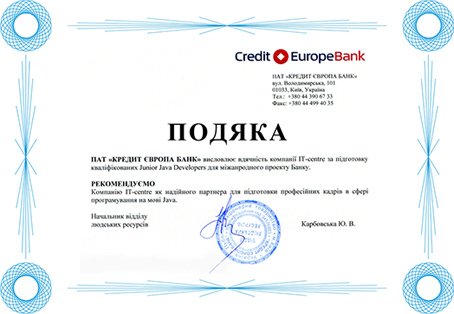 Credit EuropeBank
ПАТ «КРЕДИТ ЄВРОПА БАНК»
вул. Володимирська, 101
01033, Київ, Україна
Тел.: +380 44 390 67 33
Факс: +380 44 499 40 35
ПОДЯКА
ПАТ «КРЕДИТ ЄВРОПА БАНК» висловлює вдячність компанії IT-centre за підготовку
кваліфікованих Junior Java Developers для міжнародного проекту Банку.
РЕКОМЕНДУЄМО
Компанію IT-centre як надійного партнера для підготовки професійних кадрів в сфері
програмування на мові Java.
Начальник відділу
людських ресурсів
Карбовська Ю. В.